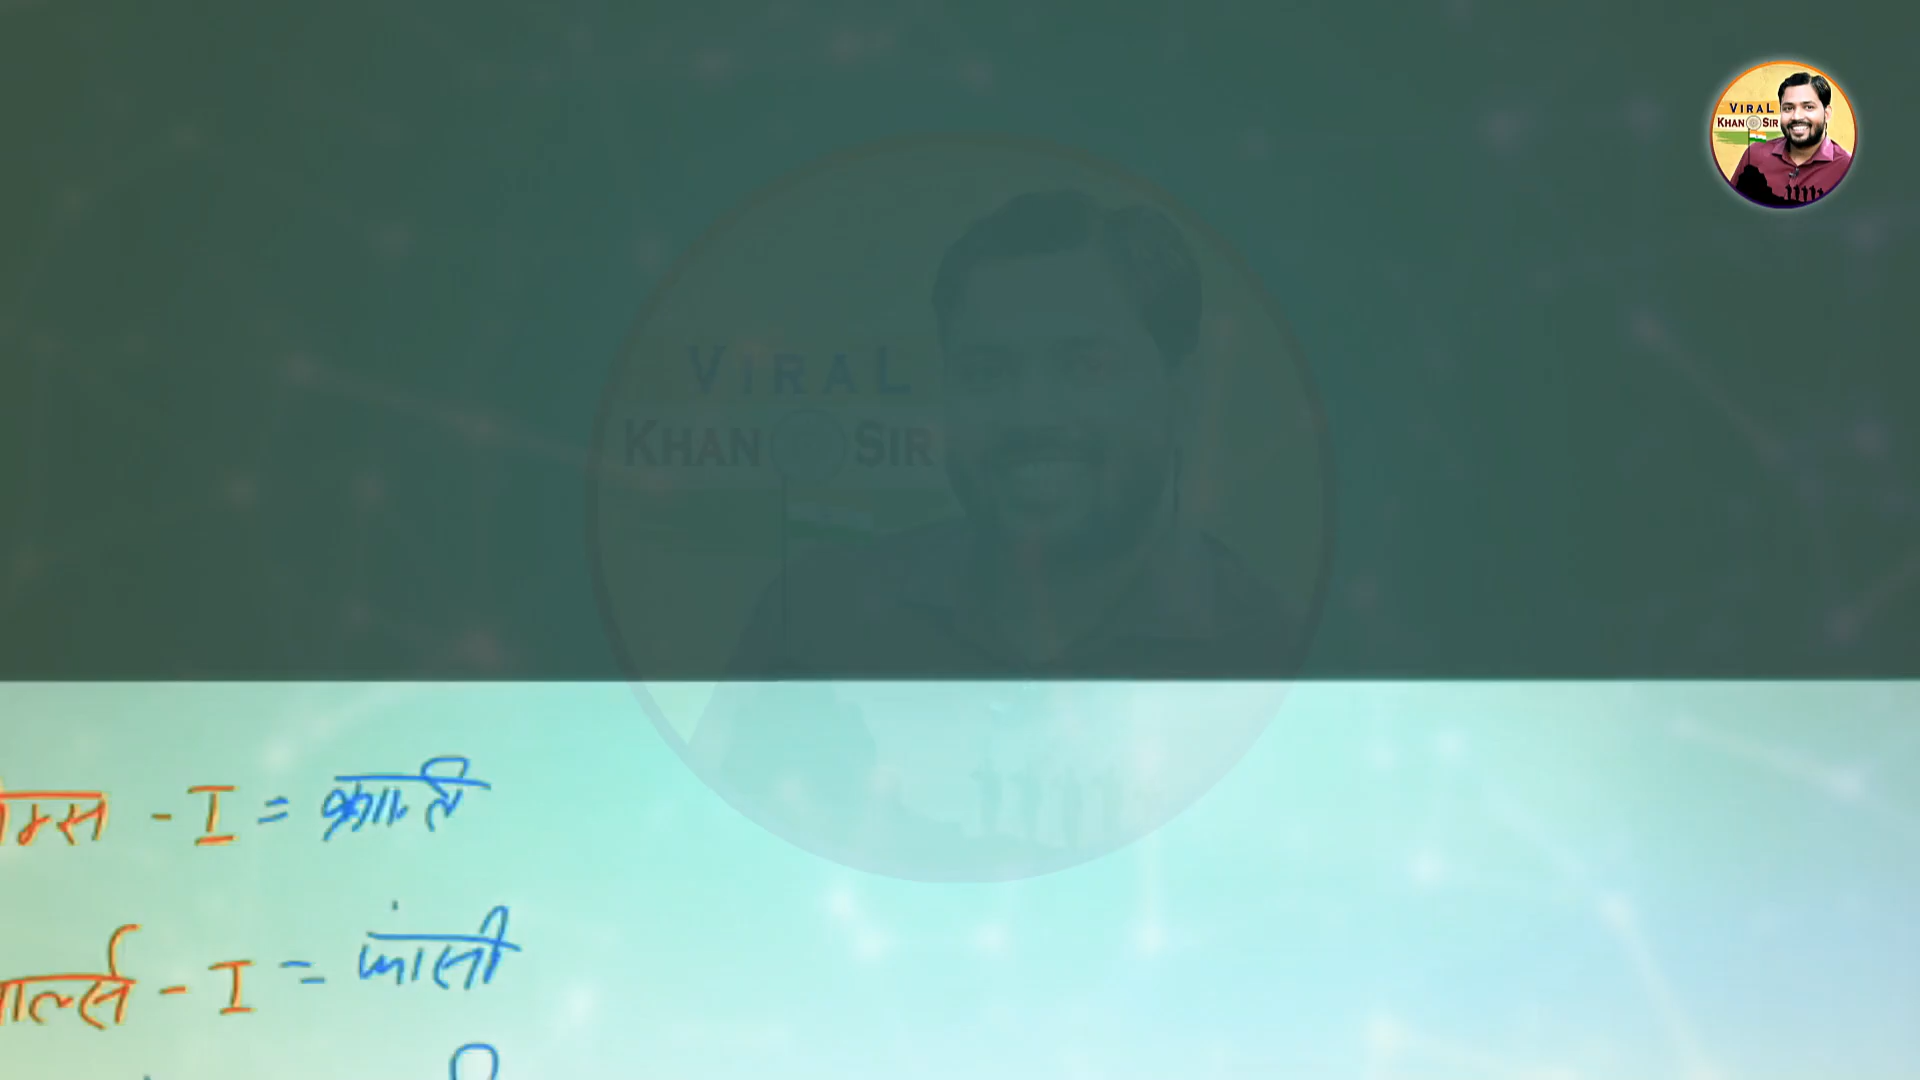 VIRAL
KHAN SIR
VIRAL
KHAN SIR
म्स - I =
ार्ल्स - I = फांसी